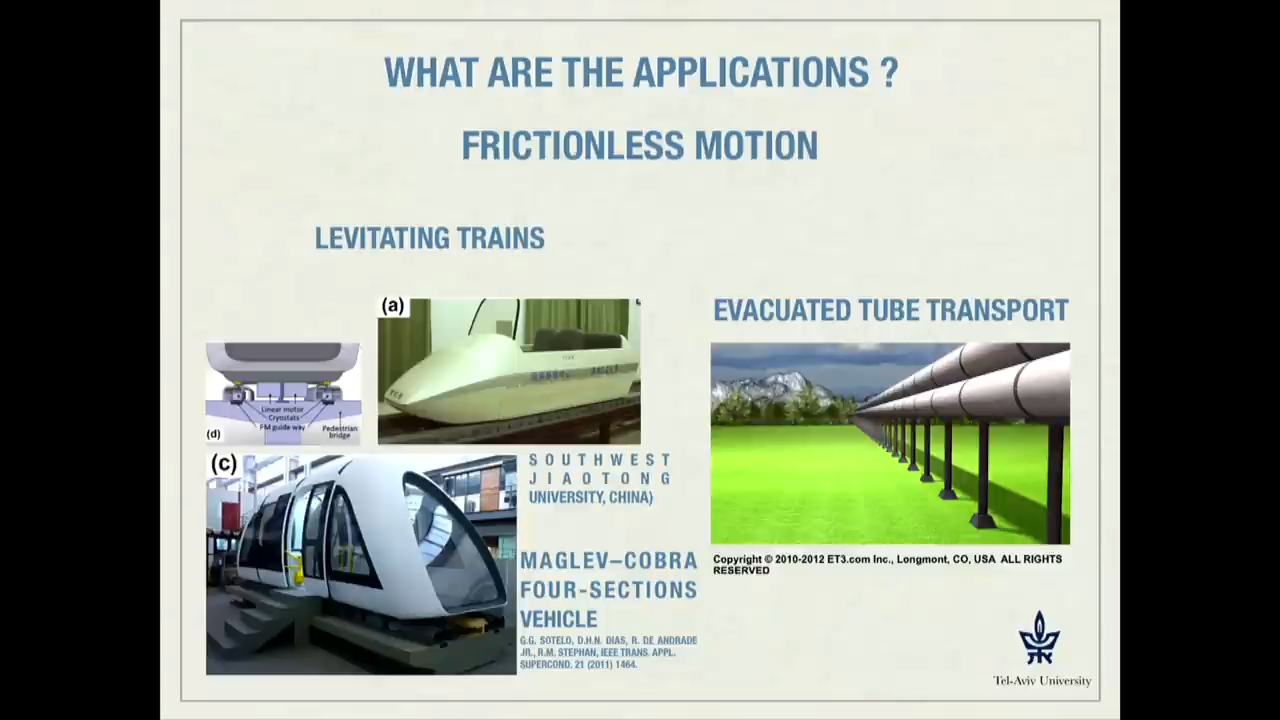 WHAT ARE THE APPLICATIONS ?
FRICTIONLESS MOTION
LEVITATING TRAINS
(a)
Linear motor
Cryostats
PM guide way
Pedestrian
bridge
(d)
(c)
SOUTHWEST
JIAOTONG
UNIVERSITY, CHINA)
MAGLEV–COBRA
FOUR-SECTIONS
VEHICLE
G.G. SOTELO, D.H.N. DIAS, R. DE ANDRADE
JR., R.M. STEPHAN, IEEE TRANS. APPL.
SUPERCOND. 21 (2011) 1464.
EVACUATED TUBE TRANSPORT
Copyright © 2010-2012 ET3.com Inc., Longmont, CO, USA ALL RIGHTS
RESERVED
Tel-Aviv University